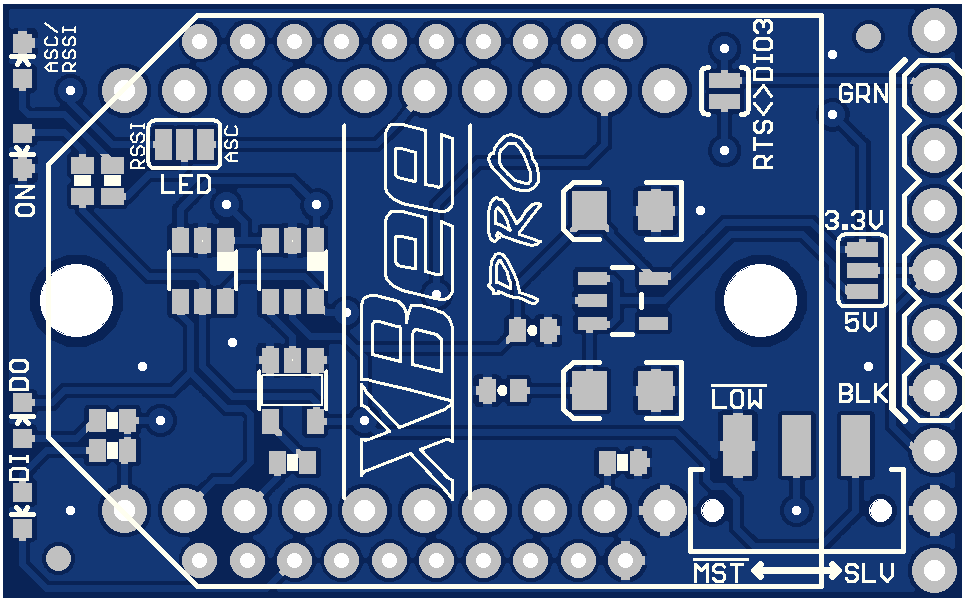 ASC/
RSSI
RTS<>DIO3
GRN
RSSI
ASC
LED
ON
XBee
PRO
3.3V
5V
DO
LOW
BLK
DI
MST
SLV